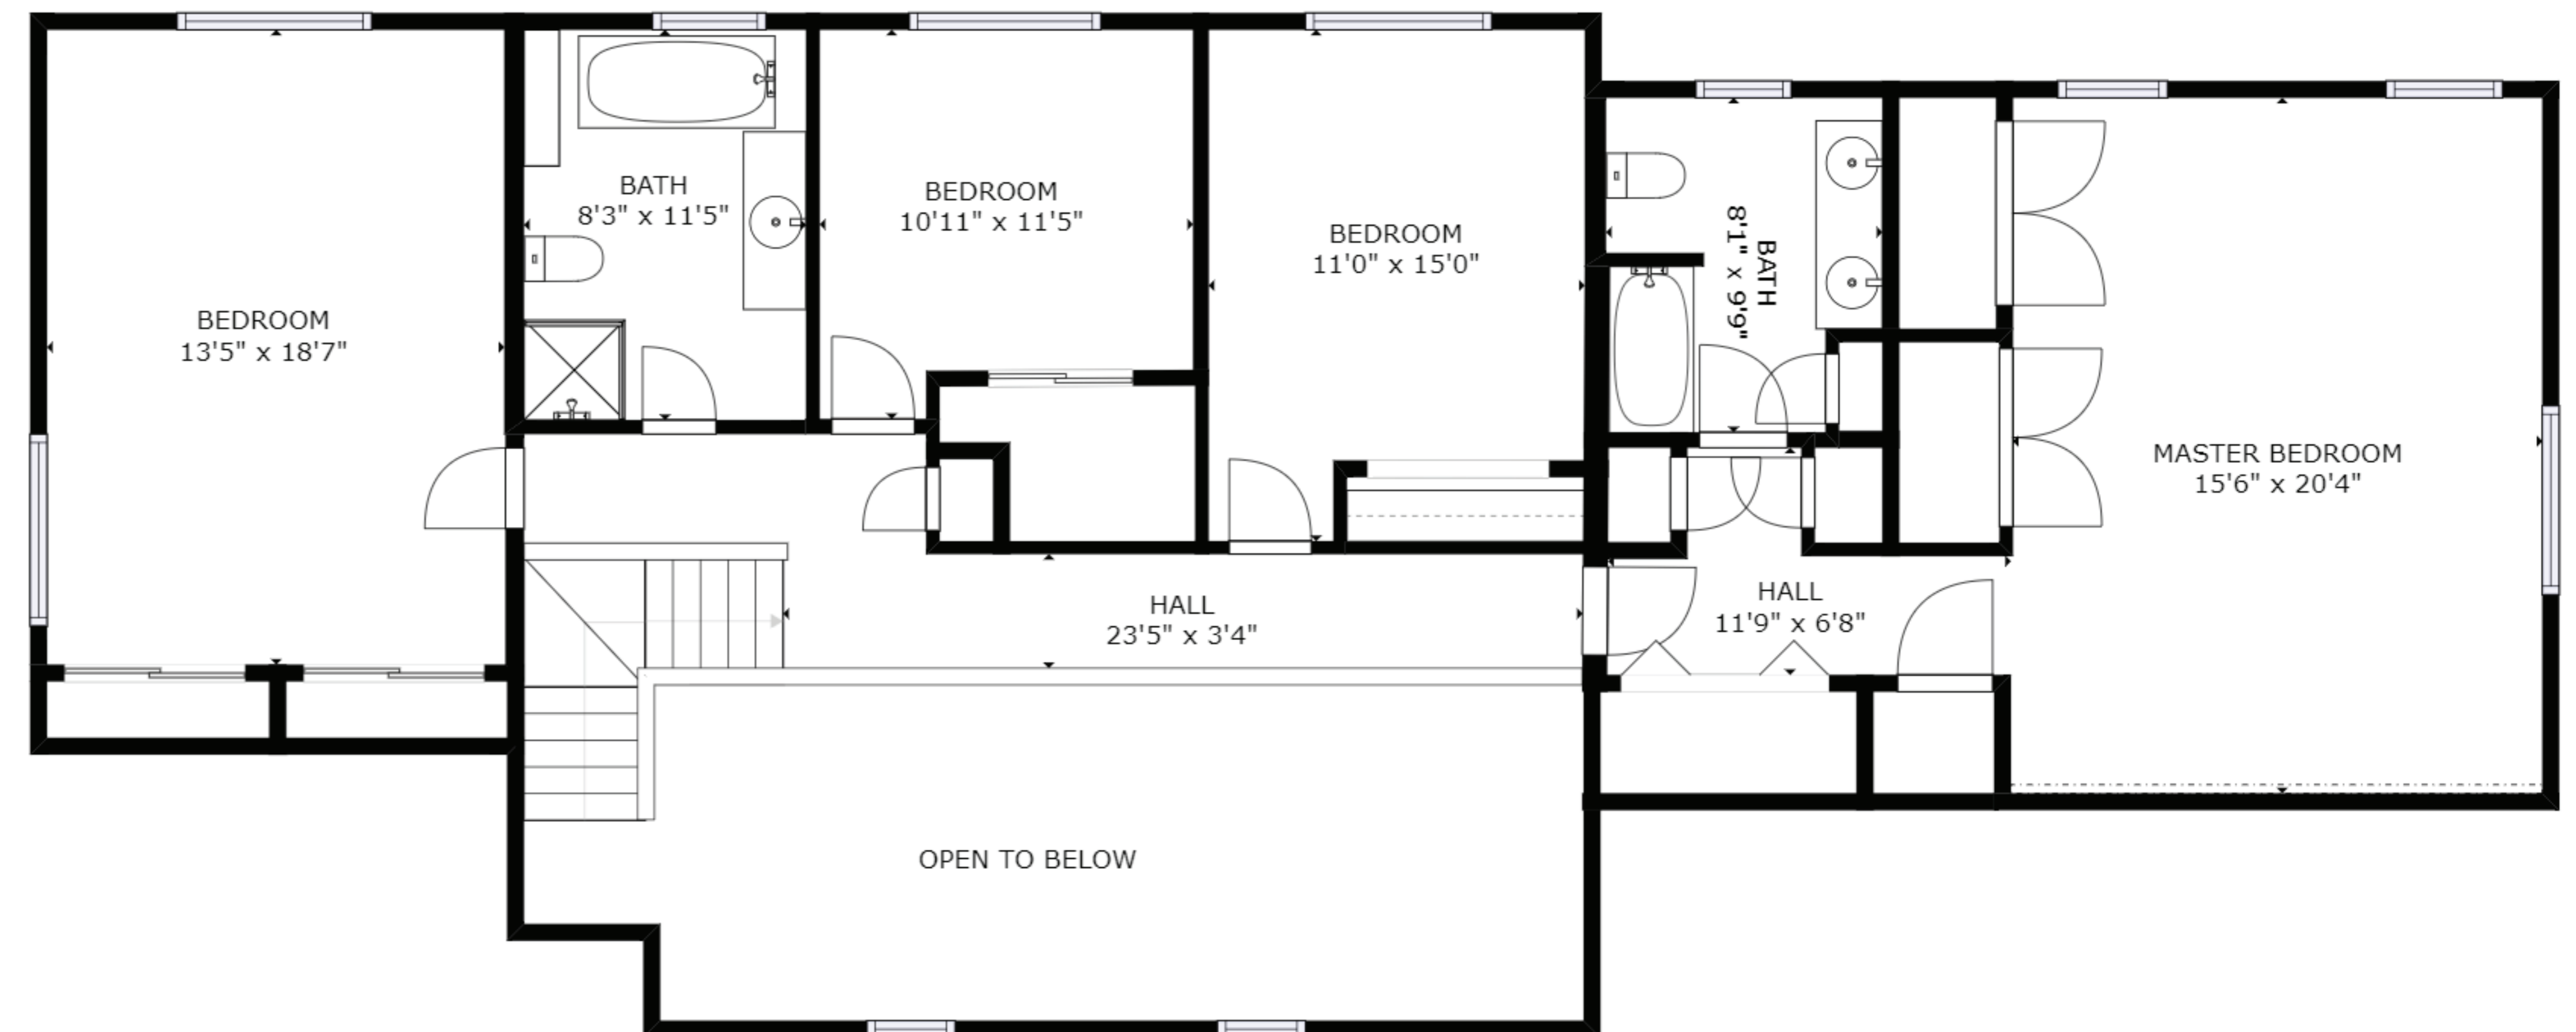 BEDROOM
13'5" x 18'7"
BATH
8'3" x 11'5"
BEDROOM
10'11" x 11'5"
BEDROOM
11'0" x 15'0"
BATH
8'1" x 9'9"
MASTER BEDROOM
15'6" x 20'4"
HALL
23'5" x 3'4"
HALL
11'9" x 6'8"
OPEN TO BELOW